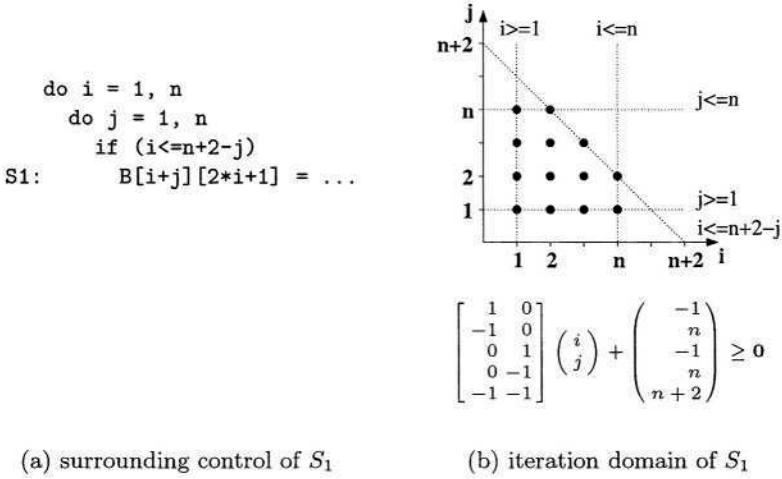 do i = 1, n
do j = 1, n
if (i<=n+2-j)
S1: B[i+j][2*i+1] = ...
(a) surrounding control of S₁
j
i>=1
i<=n
n+2
j<=n
n
2
j>=1
1
i<=n+2−j
1 2 n n+2 i
[ 1 0 ] ( −1 )
[ −1 0 ] ( i ) ( n )
[ 0 1 ] ( j ) + ( −1 ) ≥ 0
[ 0 −1 ] ( n )
[ −1 −1 ] ( n + 2 )
(b) iteration domain of S₁